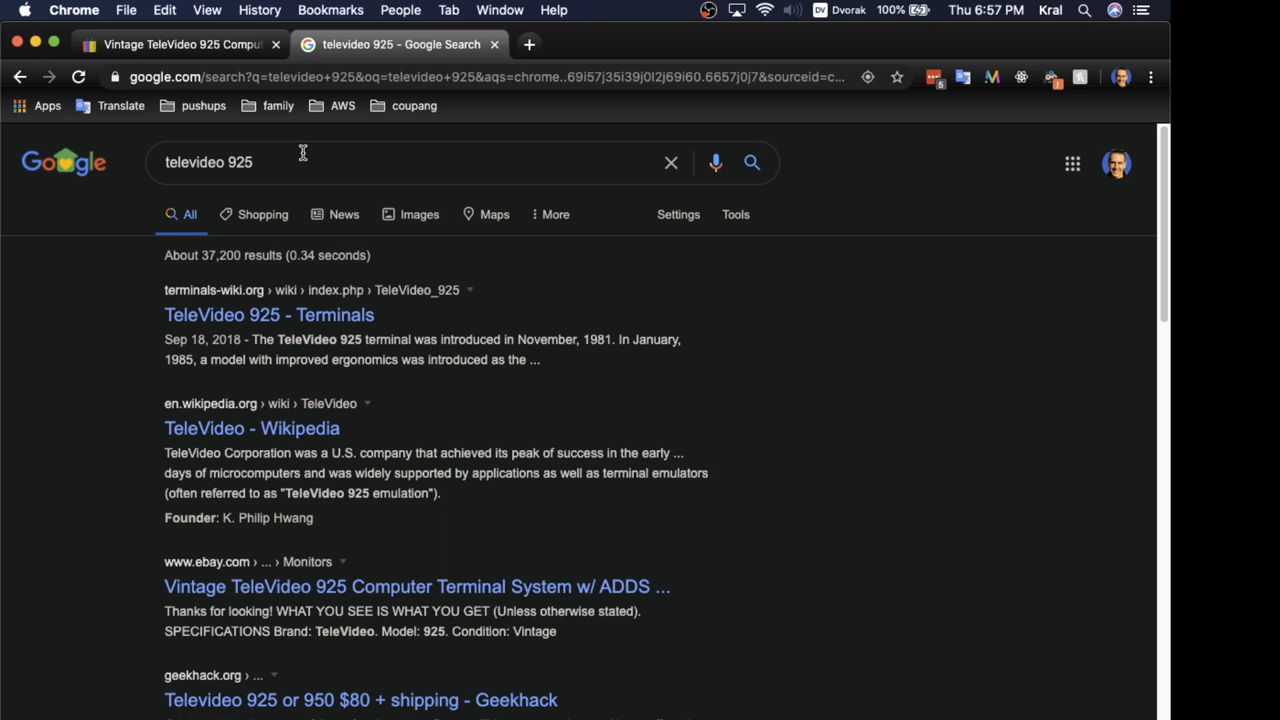 Chrome File Edit View History Bookmarks People Tab Window Help DV Dvorak 100% Thu 6:57 PM Kral
Vintage TeleVideo 925 Comput televideo 925 - Google Search
google.com/search?q=televideo+925&oq=televideo+925&aqs=chrome..69i57j35i39j0l2j69i60.6657j0j7&sourceid=c... 5
Apps Translate pushups family AWS coupang
Google televideo 925
All Shopping News Images Maps More Settings Tools
About 37,200 results (0.34 seconds)
terminals-wiki.org › wiki › index.php › TeleVideo_925
TeleVideo 925 - Terminals
Sep 18, 2018 - The TeleVideo 925 terminal was introduced in November, 1981. In January,
1985, a model with improved ergonomics was introduced as the ...
en.wikipedia.org › wiki › TeleVideo
TeleVideo - Wikipedia
TeleVideo Corporation was a U.S. company that achieved its peak of success in the early ...
days of microcomputers and was widely supported by applications as well as terminal emulators
(often referred to as "TeleVideo 925 emulation").
Founder: K. Philip Hwang
www.ebay.com › ... › Monitors
Vintage TeleVideo 925 Computer Terminal System w/ ADDS ...
Thanks for looking! WHAT YOU SEE IS WHAT YOU GET (Unless otherwise stated).
SPECIFICATIONS Brand: TeleVideo. Model: 925. Condition: Vintage
geekhack.org › ...
Televideo 925 or 950 $80 + shipping - Geekhack